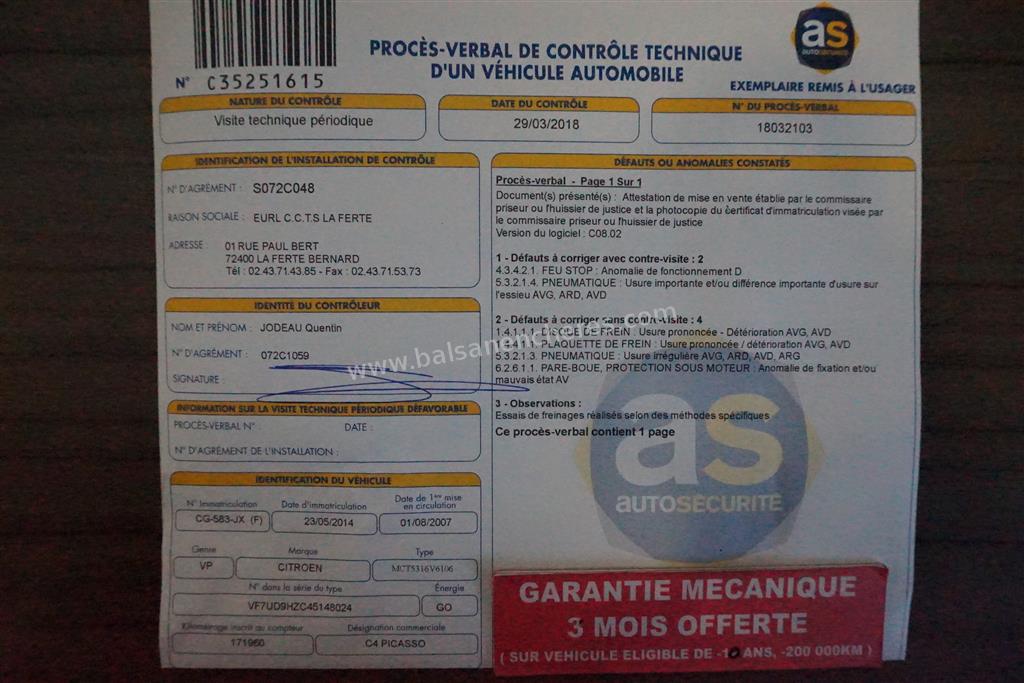 PROCÈS-VERBAL DE CONTRÔLE TECHNIQUE
D'UN VÉHICULE AUTOMOBILE
as
AUTOSÉCURITÉ
N° C35251615
EXEMPLAIRE REMIS À L'USAGER
NATURE DU CONTRÔLE
Visite technique périodique
DATE DU CONTRÔLE
29/03/2018
N° DU PROCÈS-VERBAL
18032103
IDENTIFICATION DE L'INSTALLATION DE CONTRÔLE
N° D'AGRÉMENT : S072C048
RAISON SOCIALE : EURL C.C.T.S LA FERTE
ADRESSE : 01 RUE PAUL BERT
72400 LA FERTE BERNARD
Tél : 02.43.71.43.85 - Fax : 02.43.71.53.73
IDENTITÉ DU CONTRÔLEUR
NOM ET PRÉNOM : JODEAU Quentin
N° D'AGRÉMENT : 072C1059
SIGNATURE :
INFORMATION SUR LA VISITE TECHNIQUE PÉRIODIQUE DÉFAVORABLE
PROCÈS-VERBAL N° : DATE :
N° D'AGRÉMENT DE L'INSTALLATION :
IDENTIFICATION DU VÉHICULE
N° Immatriculation
CG-583-JX (F)
Date d'immatriculation
23/05/2014
Date de 1ère mise
en circulation
01/08/2007
Genre
VP
Marque
CITROEN
Type
MCT5316V6106
N° dans la série du type
VF7UD9HZC45148024
Énergie
GO
Kilométrage inscrit au compteur
171960
Désignation commerciale
C4 PICASSO
DÉFAUTS OU ANOMALIES CONSTATÉS
Procès-verbal - Page 1 Sur 1
Document(s) présenté(s) : Attestation de mise en vente établie par le commissaire
priseur ou l'huissier de justice et la photocopie du certificat d'immatriculation visée par
le commissaire priseur ou l'huissier de justice
Version du logiciel : C08.02
1 - Défauts à corriger avec contre-visite : 2
4.3.4.2.1. FEU STOP : Anomalie de fonctionnement D
5.3.2.1.4. PNEUMATIQUE : Usure importante et/ou différence importante d'usure sur
l'essieu AVG, ARD, AVD
2 - Défauts à corriger sans contre-visite : 4
1.4.1.1.1. DISQUE DE FREIN : Usure prononcée - Détérioration AVG, AVD
1.4.4.1.1. PLAQUETTE DE FREIN : Usure prononcée / détérioration AVG, AVD
5.3.2.1.3. PNEUMATIQUE : Usure irrégulière AVG, ARD, AVD, ARG
6.2.6.1.1. PARE-BOUE, PROTECTION SOUS MOTEUR : Anomalie de fixation et/ou
mauvais état AV
3 - Observations :
Essais de freinages réalisés selon des méthodes spécifiques
Ce procès-verbal contient 1 page
as
AUTOSÉCURITÉ
GARANTIE MECANIQUE
3 MOIS OFFERTE
( SUR VEHICULE ELIGIBLE DE -10 ANS, -200 000KM )
www.balsanencheres.com